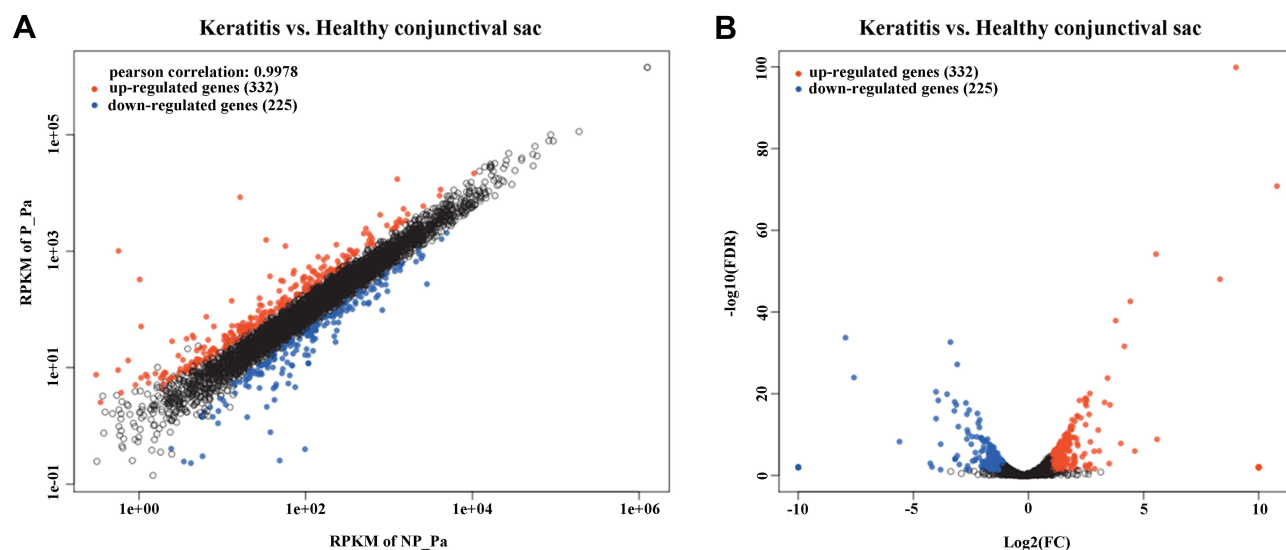 A
Keratitis vs. Healthy conjunctival sac
pearson correlation: 0.9978
up-regulated genes (332)
down-regulated genes (225)
RPKM of P_Pa
1e+05
1e+03
1e+01
1e-01
1e+00
1e+02
1e+04
1e+06
RPKM of NP_Pa
B
Keratitis vs. Healthy conjunctival sac
up-regulated genes (332)
down-regulated genes (225)
-log10(FDR)
100
80
60
40
20
0
-10
-5
0
5
10
Log2(FC)